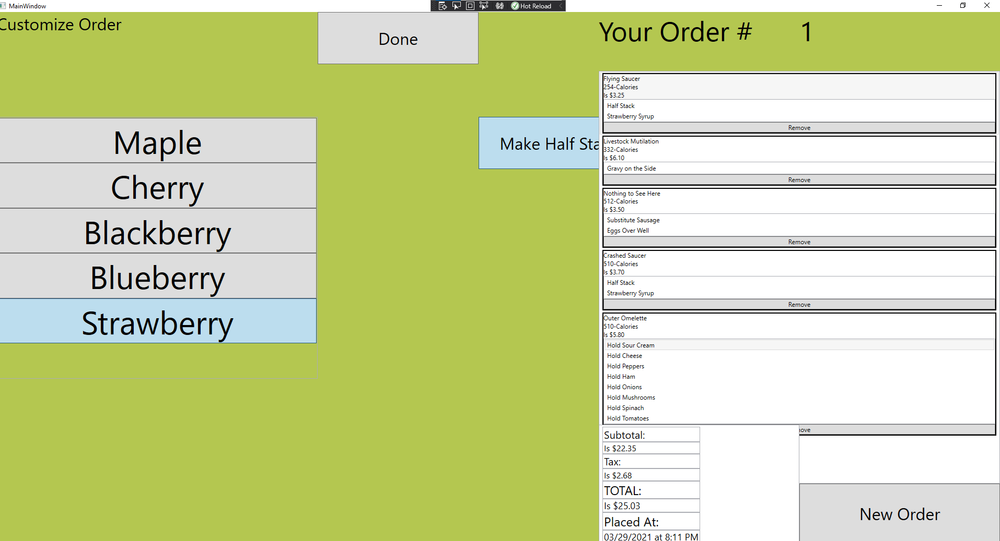 MainWindow
Hot Reload
Customize Order
Done
Maple
Cherry
Blackberry
Blueberry
Strawberry
Make Half Sta
Your Order # 1
Flying Saucer
254-Calories
Is $3.25
Half Stack
Strawberry Syrup
Remove
Livestock Mutilation
332-Calories
Is $6.10
Gravy on the Side
Remove
Nothing to See Here
512-Calories
Is $3.50
Substitute Sausage
Eggs Over Well
Remove
Crashed Saucer
510-Calories
Is $3.70
Half Stack
Strawberry Syrup
Remove
Outer Omelette
510-Calories
Is $5.80
Hold Sour Cream
Hold Cheese
Hold Peppers
Hold Ham
Hold Onions
Hold Mushrooms
Hold Spinach
Hold Tomatoes
ove
Subtotal:
Is $22.35
Tax:
Is $2.68
TOTAL:
Is $25.03
Placed At:
03/29/2021 at 8:11 PM
New Order